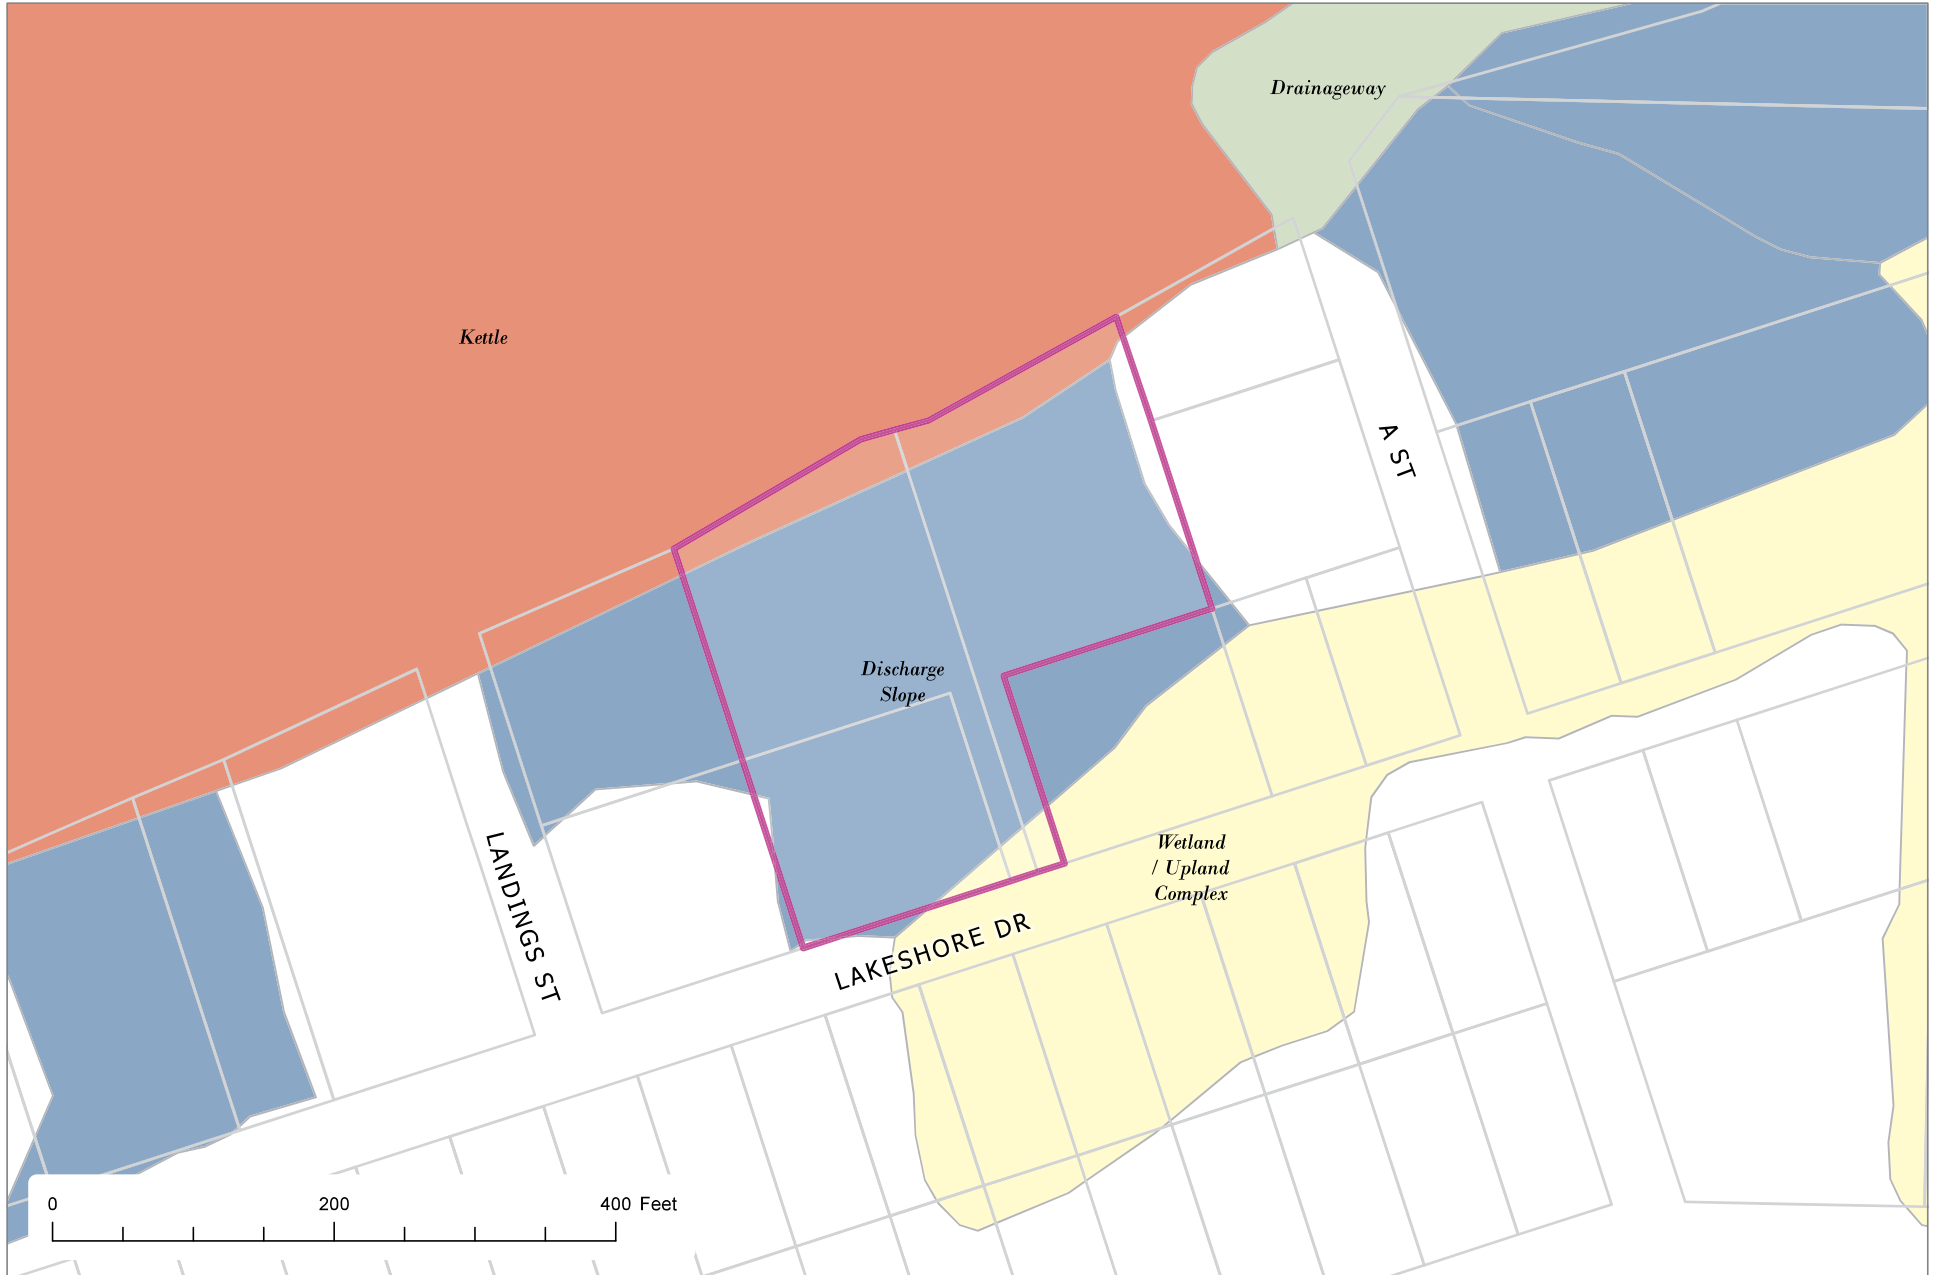 Drainageway
Kettle
A ST
Discharge
Slope
Wetland
/ Upland
Complex
LANDINGS ST
LAKESHORE DR
0 200 400 Feet